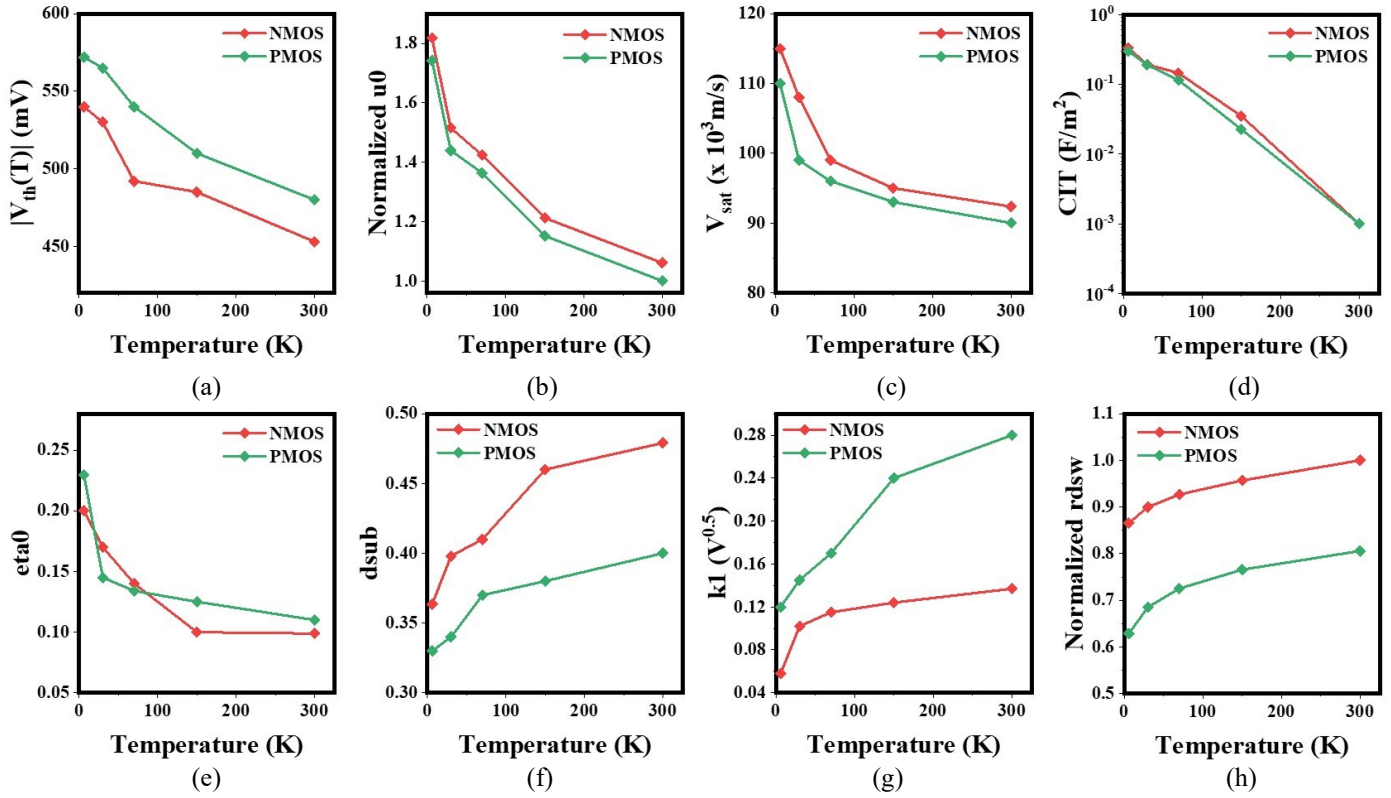 600
550
500
450
|Vth(T)| (mV)
NMOS
PMOS
0 100 200 300
Temperature (K)
(a)
1.8
1.6
1.4
1.2
1.0
Normalized u0
NMOS
PMOS
0 100 200 300
Temperature (K)
(b)
120
110
100
90
80
Vsat (x 10³m/s)
NMOS
PMOS
0 100 200 300
Temperature (K)
(c)
10⁰
10⁻¹
10⁻²
10⁻³
10⁻⁴
CIT (F/m²)
NMOS
PMOS
0 100 200 300
Temperature (K)
(d)
0.25
0.20
0.15
0.10
0.05
eta0
NMOS
PMOS
0 100 200 300
Temperature (K)
(e)
0.50
0.45
0.40
0.35
0.30
dsub
NMOS
PMOS
0 100 200 300
Temperature (K)
(f)
0.28
0.24
0.20
0.16
0.12
0.08
0.04
k1 (V^0.5)
NMOS
PMOS
0 100 200 300
Temperature (K)
(g)
1.1
1.0
0.9
0.8
0.7
0.6
0.5
Normalized rdsw
NMOS
PMOS
0 100 200 300
Temperature (K)
(h)